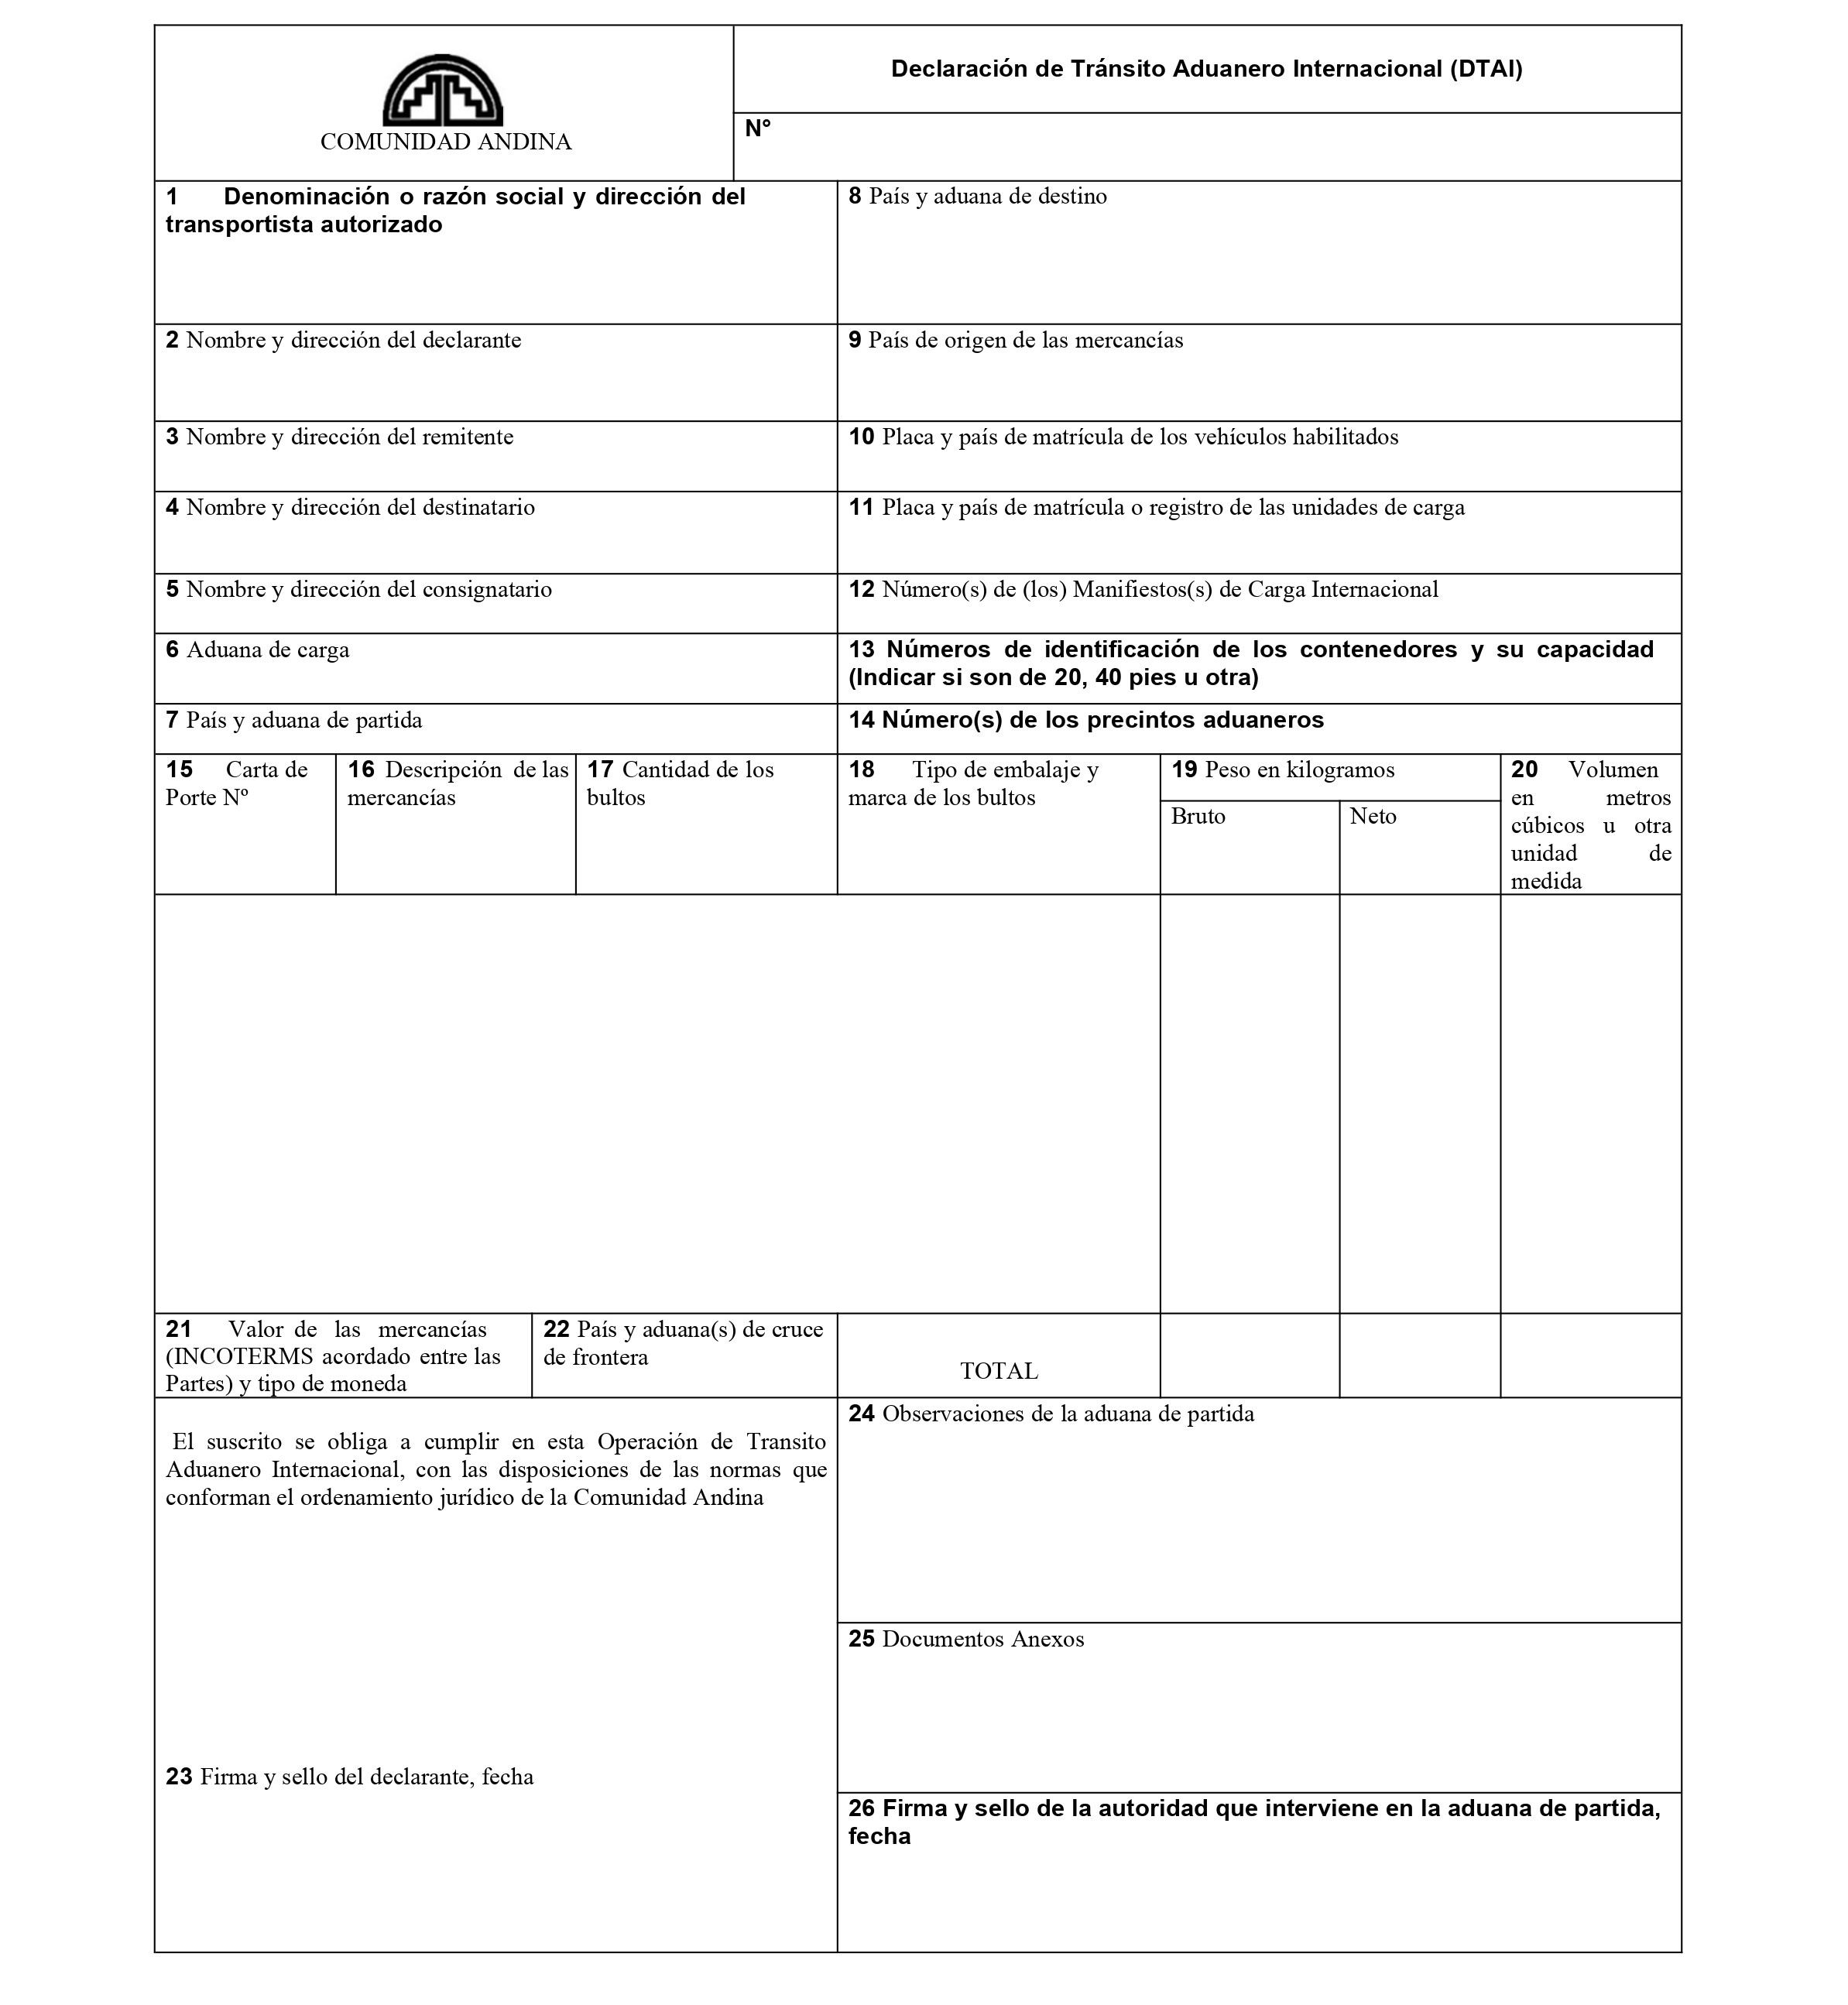 COMUNIDAD ANDINA
Declaración de Tránsito Aduanero Internacional (DTAI)
N°
1 Denominación o razón social y dirección del
transportista autorizado
8 País y aduana de destino
2 Nombre y dirección del declarante
9 País de origen de las mercancías
3 Nombre y dirección del remitente
10 Placa y país de matrícula de los vehículos habilitados
4 Nombre y dirección del destinatario
11 Placa y país de matrícula o registro de las unidades de carga
5 Nombre y dirección del consignatario
12 Número(s) de (los) Manifiestos(s) de Carga Internacional
6 Aduana de carga
13 Números de identificación de los contenedores y su capacidad
(Indicar si son de 20, 40 pies u otra)
7 País y aduana de partida
14 Número(s) de los precintos aduaneros
15 Carta de
Porte Nº
16 Descripción de las
mercancías
17 Cantidad de los
bultos
18 Tipo de embalaje y
marca de los bultos
19 Peso en kilogramos
Bruto
Neto
20 Volumen
en metros
cúbicos u otra
unidad de
medida
21 Valor de las mercancías
(INCOTERMS acordado entre las
Partes) y tipo de moneda
22 País y aduana(s) de cruce
de frontera
TOTAL
El suscrito se obliga a cumplir en esta Operación de Transito
Aduanero Internacional, con las disposiciones de las normas que
conforman el ordenamiento jurídico de la Comunidad Andina
23 Firma y sello del declarante, fecha
24 Observaciones de la aduana de partida
25 Documentos Anexos
26 Firma y sello de la autoridad que interviene en la aduana de partida,
fecha